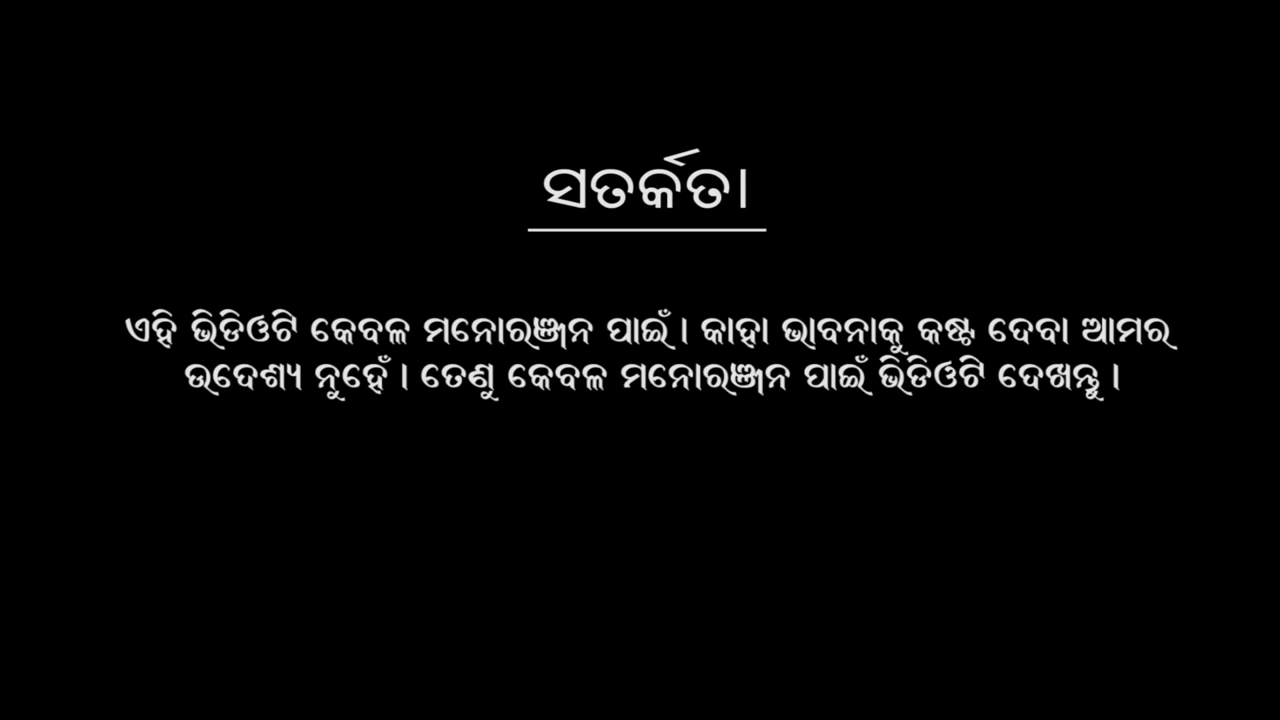 ସତର୍କତା
ଏହି ଭିଡିଓଟି କେବଳ ମନୋରଞ୍ଜନ ପାଇଁ । କାହା ଭାବନାକୁ କଷ୍ଟ ଦେବା ଆମର
ଉଦେଶ୍ୟ ନୁହେଁ । ତେଣୁ କେବଳ ମନୋରଞ୍ଜନ ପାଇଁ ଭିଡିଓଟି ଦେଖନ୍ତୁ ।